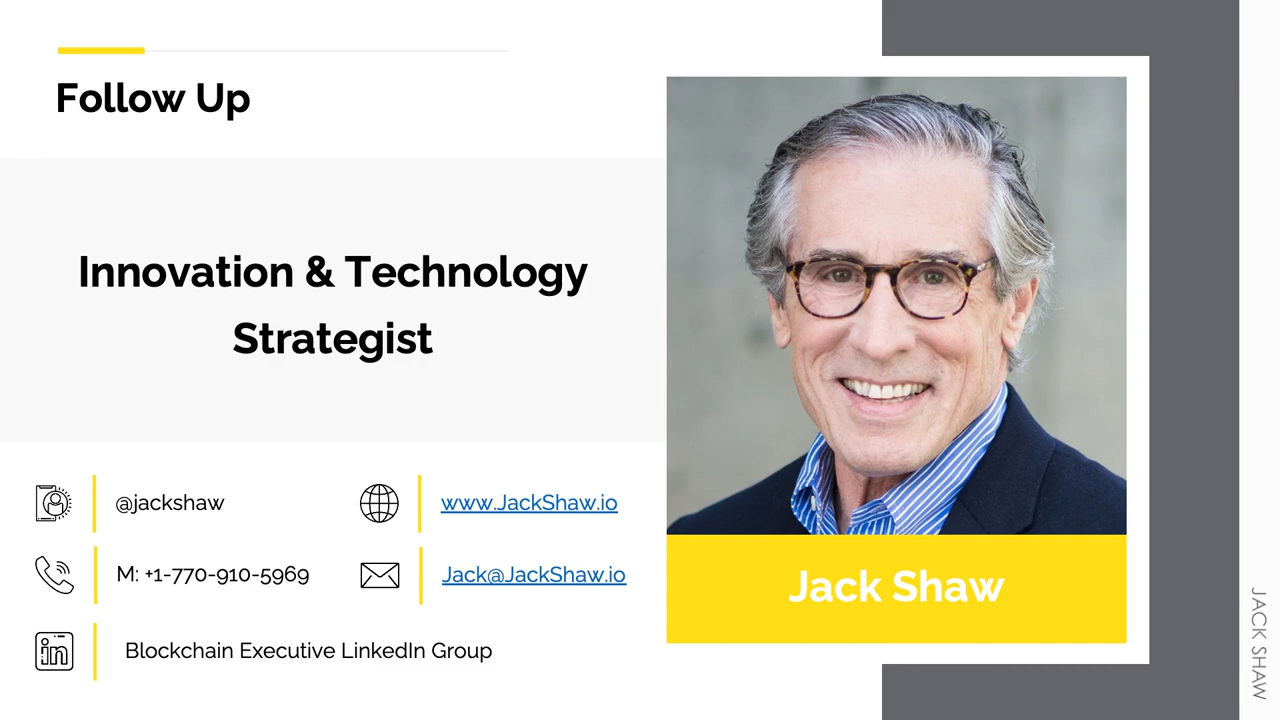 Follow Up
Innovation & Technology
Strategist
@jackshaw
www.JackShaw.io
M: +1-770-910-5969
Jack@JackShaw.io
in
Blockchain Executive LinkedIn Group
Jack Shaw
JACK SHAW